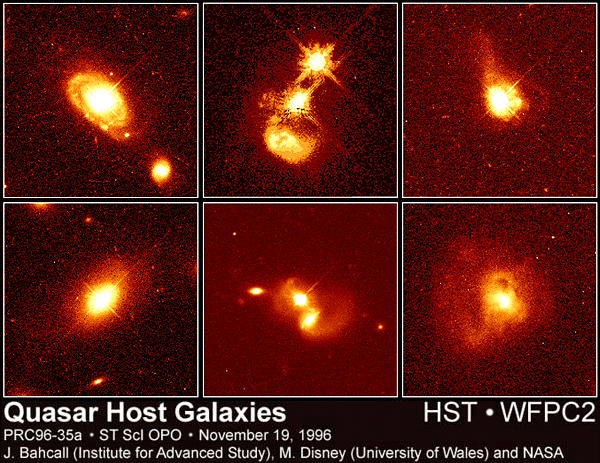 Quasar Host Galaxies HST • WFPC2
PRC96-35a • ST ScI OPO • November 19, 1996
J. Bahcall (Institute for Advanced Study), M. Disney (University of Wales) and NASA